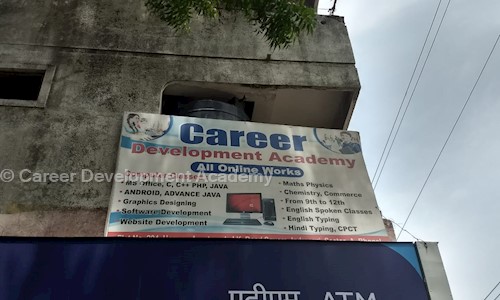 Career
Development Academy
All Online Works
© Career Development Academy
• Ms Office, C, C++ PHP, JAVA
• ANDROID, ADVANCE JAVA
• Graphics Designing
• Software Development
Website Development
• Maths Physics
• Chemistry, Commerce
• From 9th to 12th
• English Spoken Classes
• English Typing
• Hindi Typing, CPCT
एटीएम ATM